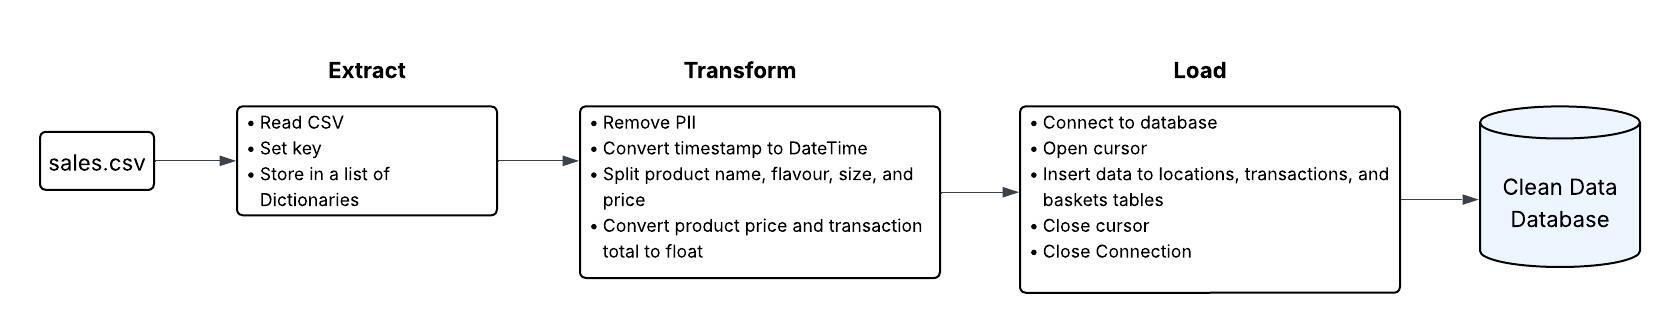 Extract
Transform
Load
sales.csv
• Read CSV
• Set key
• Store in a list of
Dictionaries
• Remove PII
• Convert timestamp to DateTime
• Split product name, flavour, size, and
price
• Convert product price and transaction
total to float
• Connect to database
• Open cursor
• Insert data to locations, transactions, and
baskets tables
• Close cursor
• Close Connection
Clean Data
Database